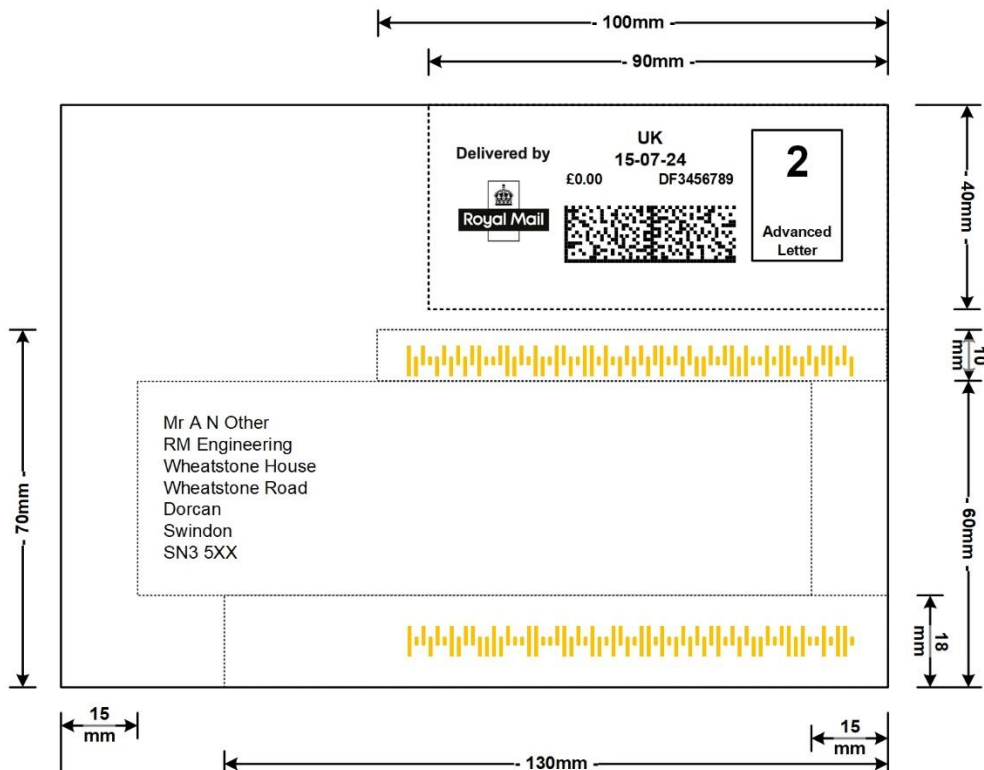 - 100mm -
- 90mm -
Delivered by
Royal Mail
UK
15-07-24
£0.00 DF3456789
2
Advanced
Letter
- 40mm -
10
mm
Mr A N Other
RM Engineering
Wheatstone House
Wheatstone Road
Dorcan
Swindon
SN3 5XX
- 70mm -
- 60mm -
18
mm
15
mm
15
mm
- 130mm -